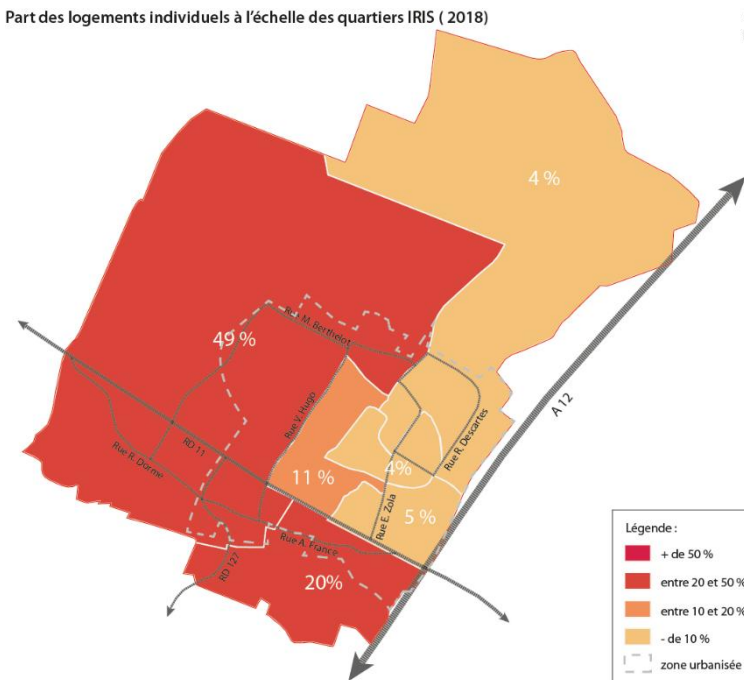 Part des logements individuels à l'échelle des quartiers IRIS ( 2018)
4 %
49 %
Rue M. Berthelot
Rue V. Hugo
A 12
RD 11
Rue R. Dorme
Rue R. Descartes
4%
11 %
Rue E. Zola
5 %
Rue A. France
RD 127
20%
Légende :
+ de 50 %
entre 20 et 50 %
entre 10 et 20 %
- de 10 %
zone urbanisée